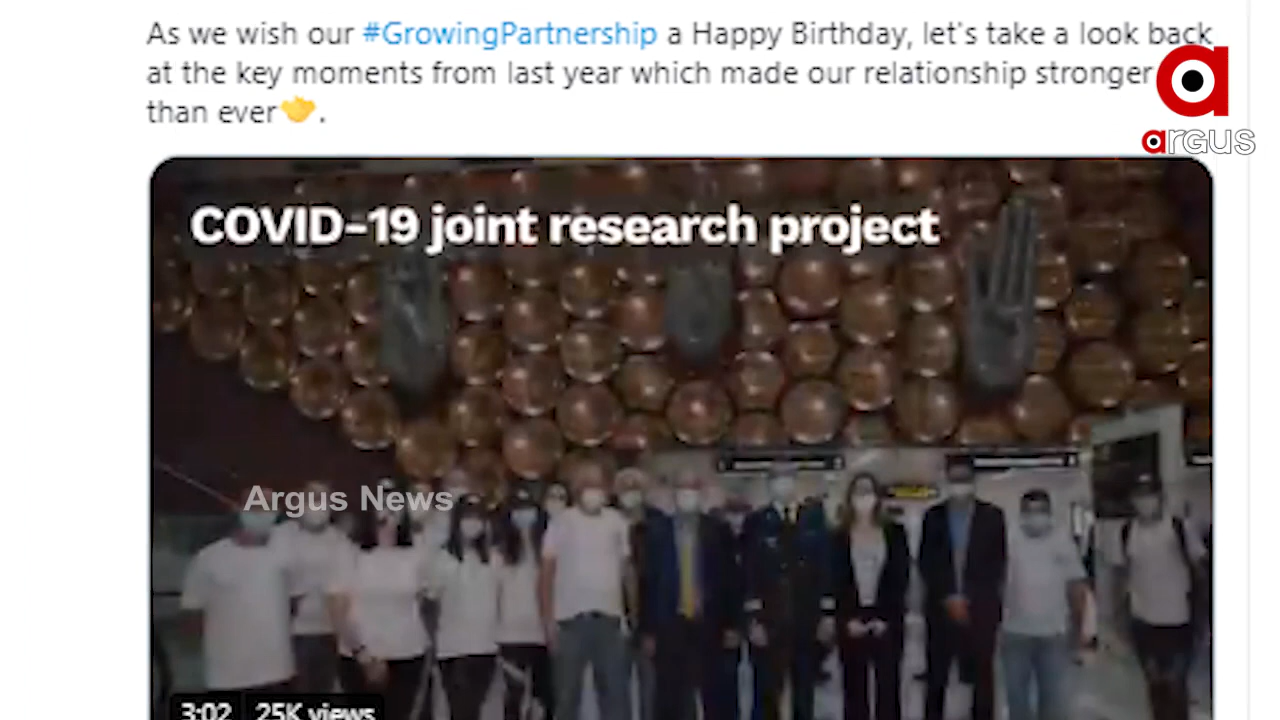 As we wish our #GrowingPartnership a Happy Birthday, let's take a look back
at the key moments from last year which made our relationship stronger
than ever🤝.
argus
COVID-19 joint research project
Argus News
3:02 25K views